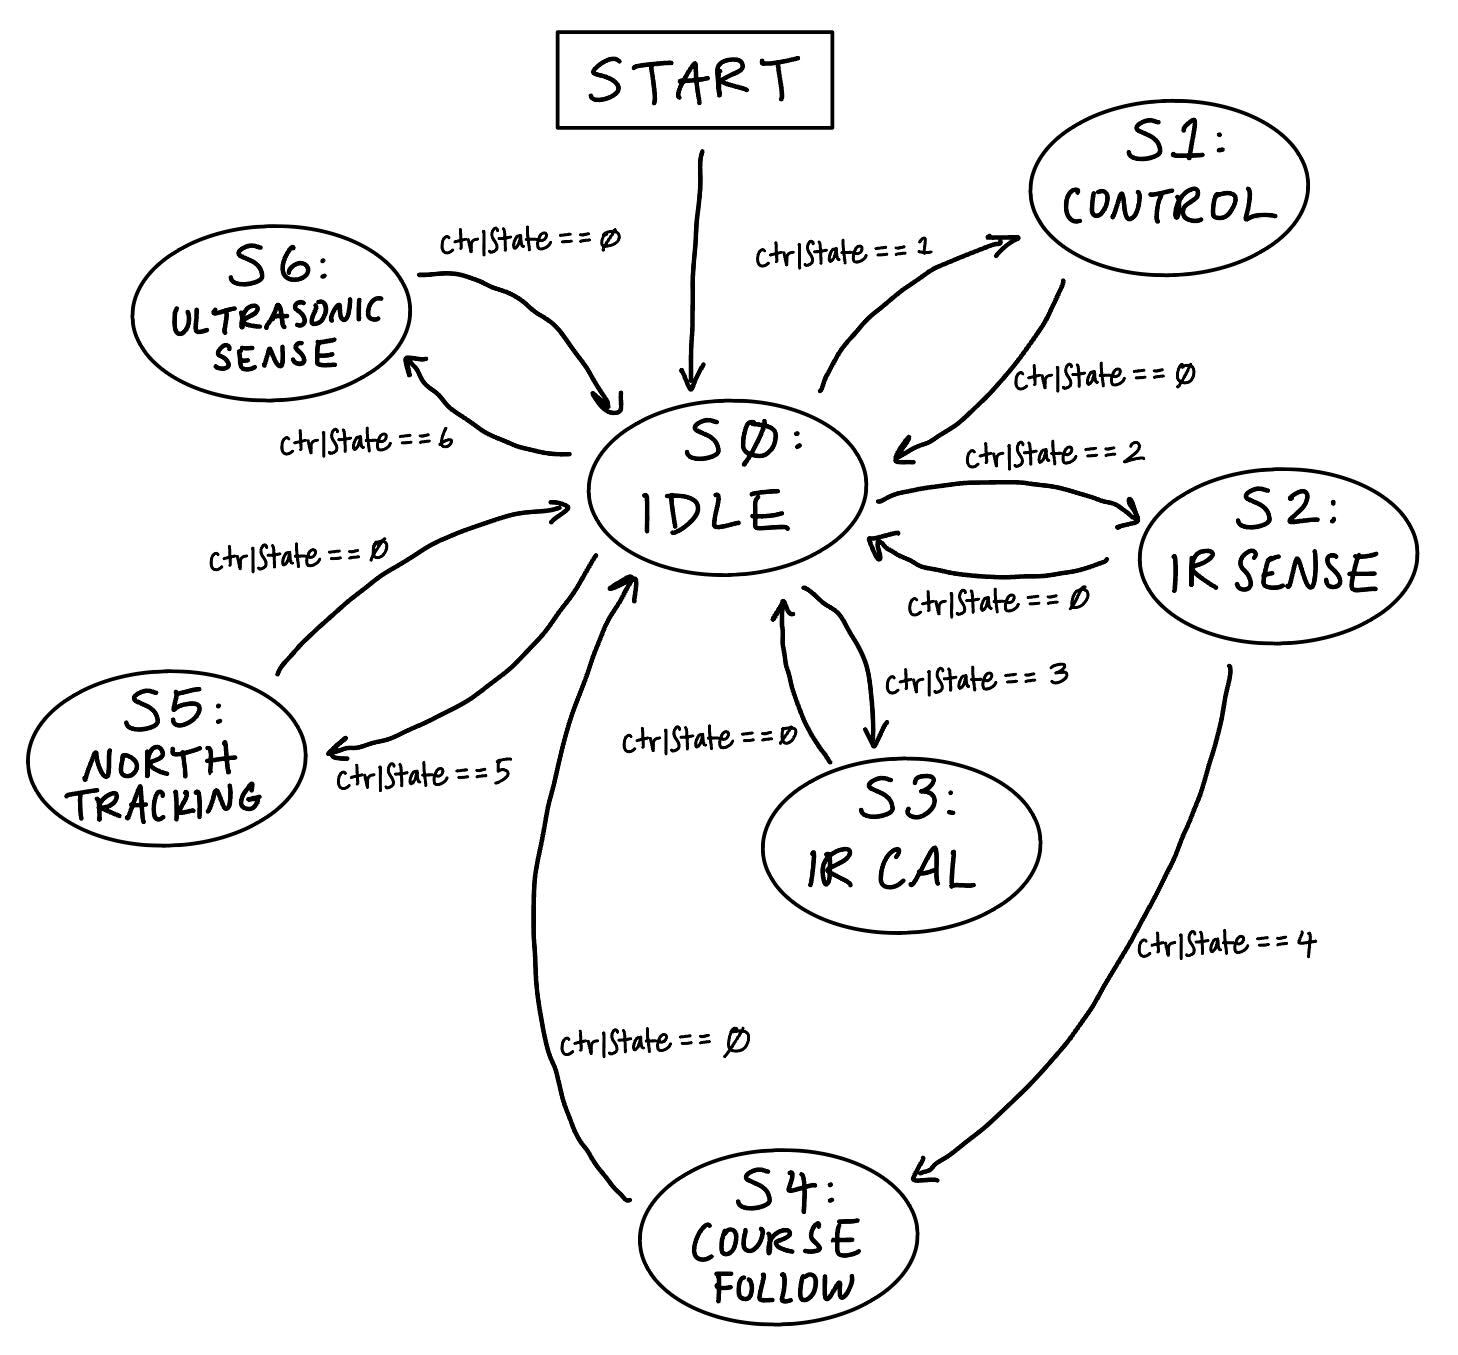 START
S1:
CONTROL
S6:
ULTRASONIC
SENSE
ctrlState == Ø
ctrlState == 1
ctrlState == Ø
ctrlState == 6
SØ:
IDLE
ctrlState == 2
S2:
IR SENSE
ctrlState == Ø
ctrlState == Ø
ctrlState == 3
ctrlState == Ø
S5:
NORTH
TRACKING
ctrlState == 5
S3:
IR CAL
ctrlState == 4
ctrlState == Ø
S4:
COURSE
FOLLOW